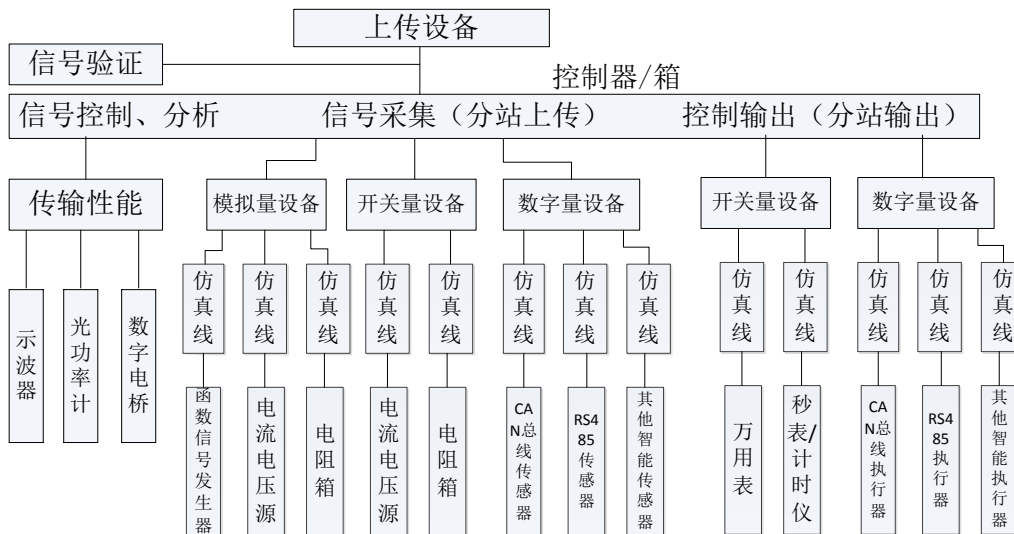 上传设备
信号验证
控制器/箱
信号控制、分析
信号采集（分站上传）
控制输出（分站输出）
传输性能
模拟量设备
开关量设备
数字量设备
开关量设备
数字量设备
仿真线
仿真线
仿真线
仿真线
仿真线
仿真线
仿真线
仿真线
仿真线
仿真线
仿真线
仿真线
仿真线
示波器
光功率计
数字电桥
函数信号发生器
电流电压源
电阻箱
电流电压源
电阻箱
CAN总线传感器
RS485传感器
其他智能传感器
万用表
秒表/计时仪
CAN总线执行器
RS485执行器
其他智能执行器